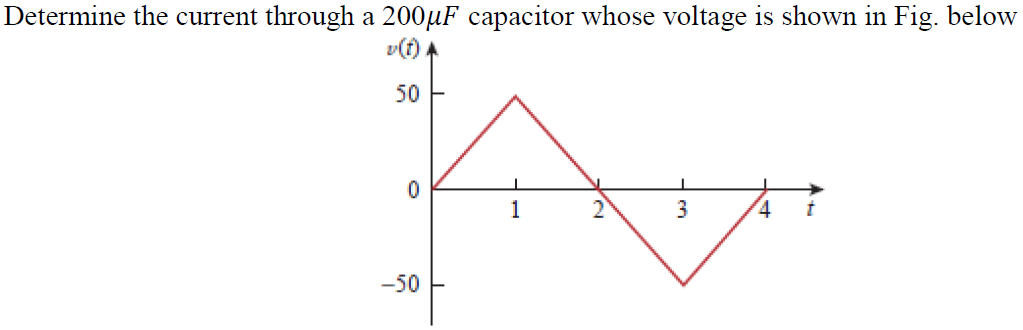 Determine the current through a 200μF capacitor whose voltage is shown in Fig. below
v(t)
50
0
1 2 3 4 t
−50